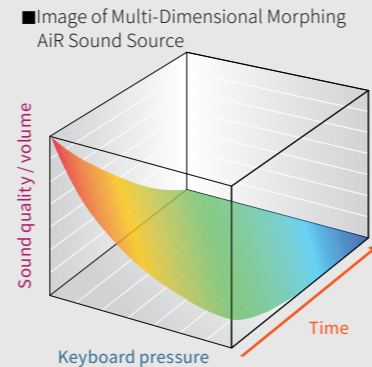 ■Image of Multi-Dimensional Morphing
AiR Sound Source
Sound quality / volume
Time
Keyboard pressure